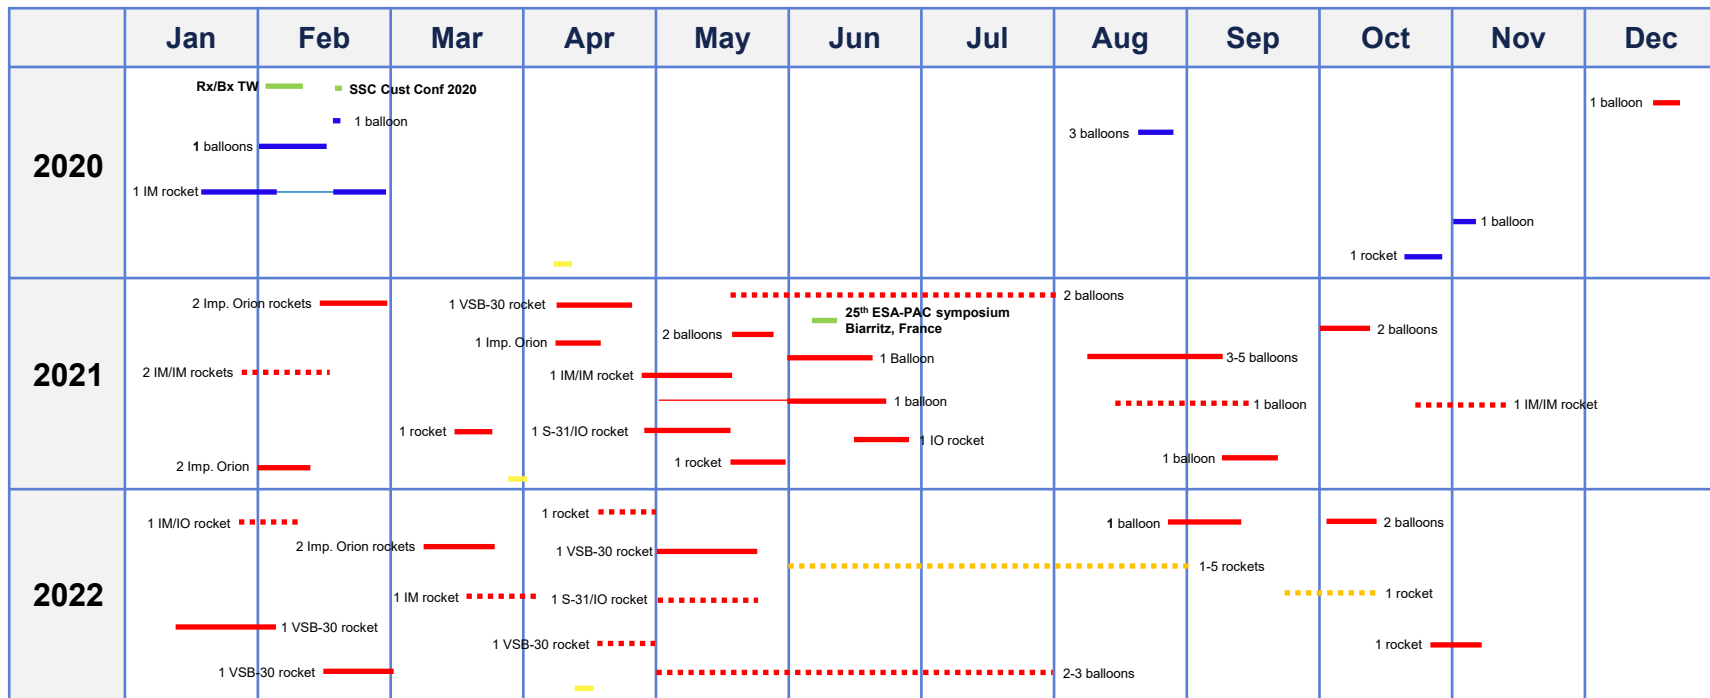 Jan Feb Mar Apr May Jun Jul Aug Sep Oct Nov Dec
2020
Rx/Bx TW
SSC Cust Conf 2020
1 balloon
1 balloon
3 balloons
1 balloons
1 IM rocket
1 balloon
1 rocket
2021
2 Imp. Orion rockets
1 VSB-30 rocket
2 balloons
25th ESA-PAC symposium
Biarritz, France
2 balloons
2 balloons
1 Imp. Orion
1 Balloon
3-5 balloons
2 IM/IM rockets
1 IM/IM rocket
1 balloon
1 balloon
1 IM/IM rocket
1 rocket
1 S-31/IO rocket
1 IO rocket
1 rocket
1 balloon
2 Imp. Orion
2022
1 rocket
1 IM/IO rocket
1 balloon
2 balloons
2 Imp. Orion rockets
1 VSB-30 rocket
1-5 rockets
1 IM rocket
1 S-31/IO rocket
1 rocket
1 VSB-30 rocket
1 VSB-30 rocket
1 rocket
1 VSB-30 rocket
2-3 balloons